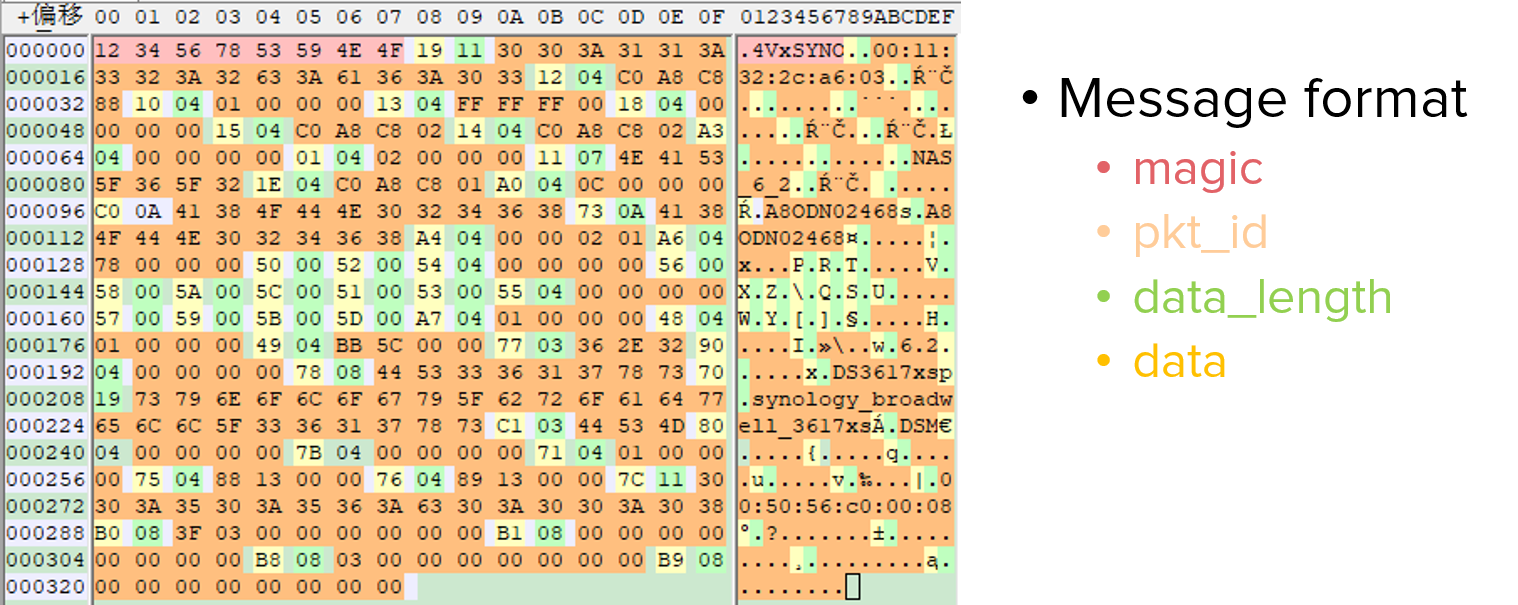 +偏移 00 01 02 03 04 05 06 07 08 09 0A 0B 0C 0D 0E 0F 0123456789ABCDEF
000000 12 34 56 78 53 59 4E 4F 19 11 30 30 3A 31 31 3A .4VxSYNO..00:11:
000016 33 32 3A 32 63 3A 61 36 3A 30 33 12 04 C0 A8 C8 32:2c:a6:03..Ŕ¨Č
000032 88 10 04 01 00 00 00 13 04 FF FF FF 00 18 04 00 .........˙˙˙....
000048 00 00 00 15 04 C0 A8 C8 02 14 04 C0 A8 C8 02 A3 .....Ŕ¨Č...Ŕ¨Č.Ł
000064 04 00 00 00 00 01 04 02 00 00 00 11 07 4E 41 53 .............NAS
000080 5F 36 5F 32 1E 04 C0 A8 C8 01 A0 04 0C 00 00 00 _6_2..Ŕ¨Č. .....
000096 C0 0A 41 38 4F 44 4E 30 32 34 36 38 73 0A 41 38 Ŕ.A8ODN02468s.A8
000112 4F 44 4E 30 32 34 36 38 A4 04 00 00 02 01 A6 04 ODN02468¤.....¦.
000128 78 00 00 00 50 00 52 00 54 04 00 00 00 00 56 00 x...P.R.T.....V.
000144 58 00 5A 00 5C 00 51 00 53 00 55 04 00 00 00 00 X.Z.\.Q.S.U.....
000160 57 00 59 00 5B 00 5D 00 A7 04 01 00 00 00 48 04 W.Y.[.].§.....H.
000176 01 00 00 00 49 04 BB 5C 00 00 77 03 36 2E 32 90 ....I.»\..w.6.2.
000192 04 00 00 00 00 78 08 44 53 33 36 31 37 78 73 70 .....x.DS3617xsp
000208 19 73 79 6E 6F 6C 6F 67 79 5F 62 72 6F 61 64 77 .synology_broadw
000224 65 6C 6C 5F 33 36 31 37 78 73 C1 03 44 53 4D 80 ell_3617xsÁ.DSM€
000240 04 00 00 00 00 7B 04 00 00 00 00 71 04 01 00 00 .....{.....q....
000256 00 75 04 88 13 00 00 76 04 89 13 00 00 7C 11 30 .u.....v.‰...|.0
000272 30 3A 35 30 3A 35 36 3A 63 30 3A 30 30 3A 30 38 0:50:56:c0:00:08
000288 B0 08 3F 03 00 00 00 00 00 00 B1 08 00 00 00 00 °.?.......±.....
000304 00 00 00 00 B8 08 03 00 00 00 00 00 00 00 B9 08 ....¸.........ą.
000320 00 00 00 00 00 00 00 00 ........
• Message format
• magic
• pkt_id
• data_length
• data